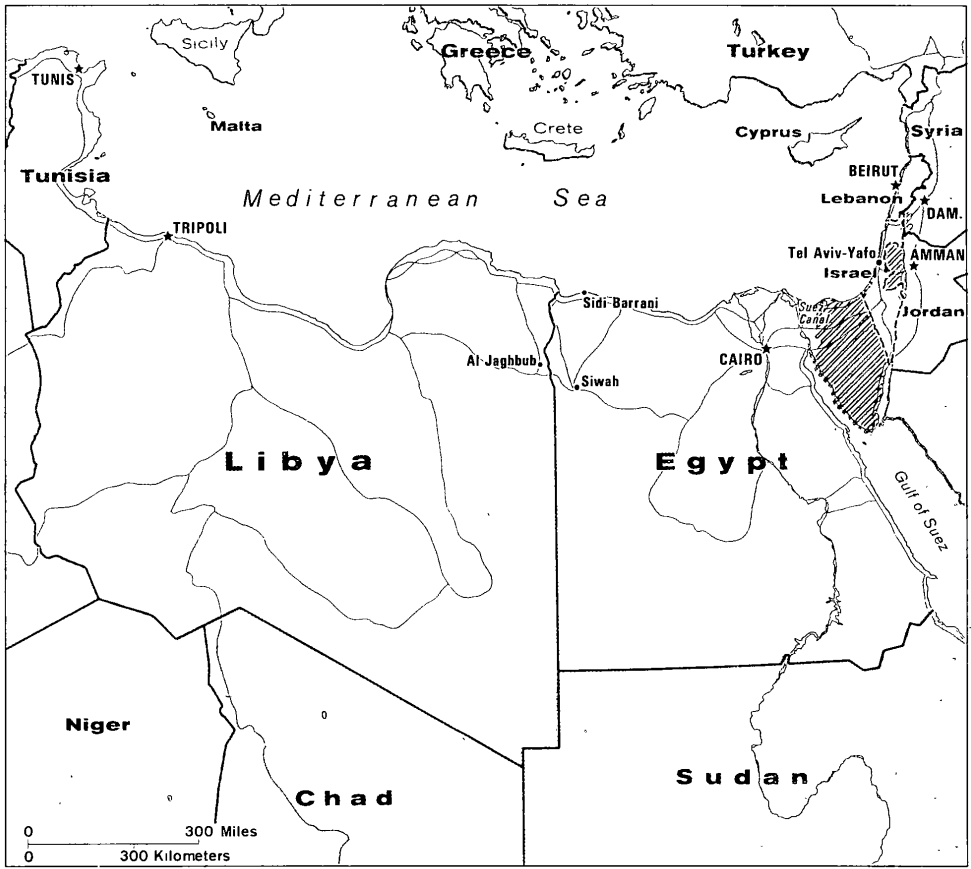 Sicily
Greece
Turkey
TUNIS
Malta
Crete
Cyprus
Syria
Tunisia
BEIRUT
Mediterranean Sea
Lebanon
DAM.
TRIPOLI
Tel Aviv-Yafo
AMMAN
Israel
Sidi Barrani
Suez
Canal
Jordan
Al Jaghbub
CAIRO
Siwah
Libya
Egypt
Gulf of Suez
Niger
Sudan
Chad
0 300 Miles
0 300 Kilometers